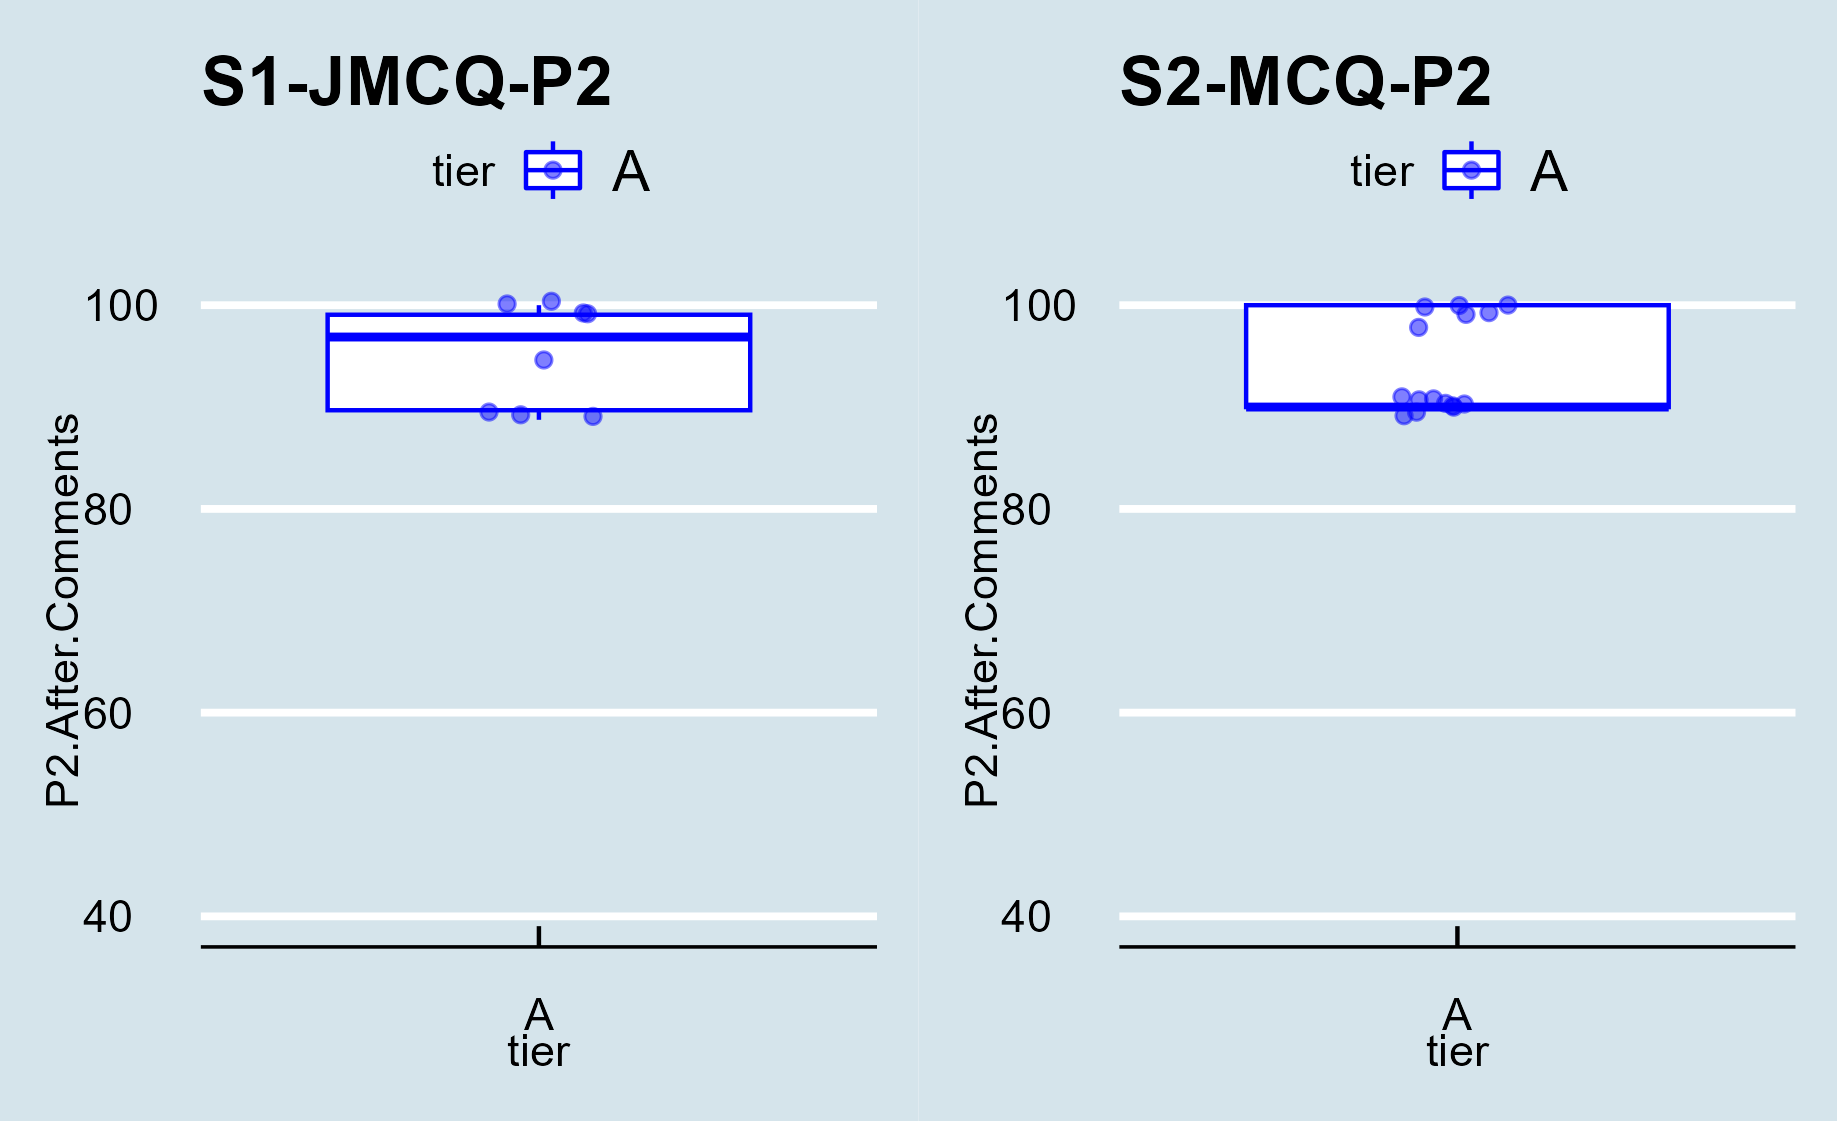 S1-JMCQ-P2
tier A
P2.After.Comments
100
80
60
40
A
tier
S2-MCQ-P2
tier A
P2.After.Comments
100
80
60
40
A
tier